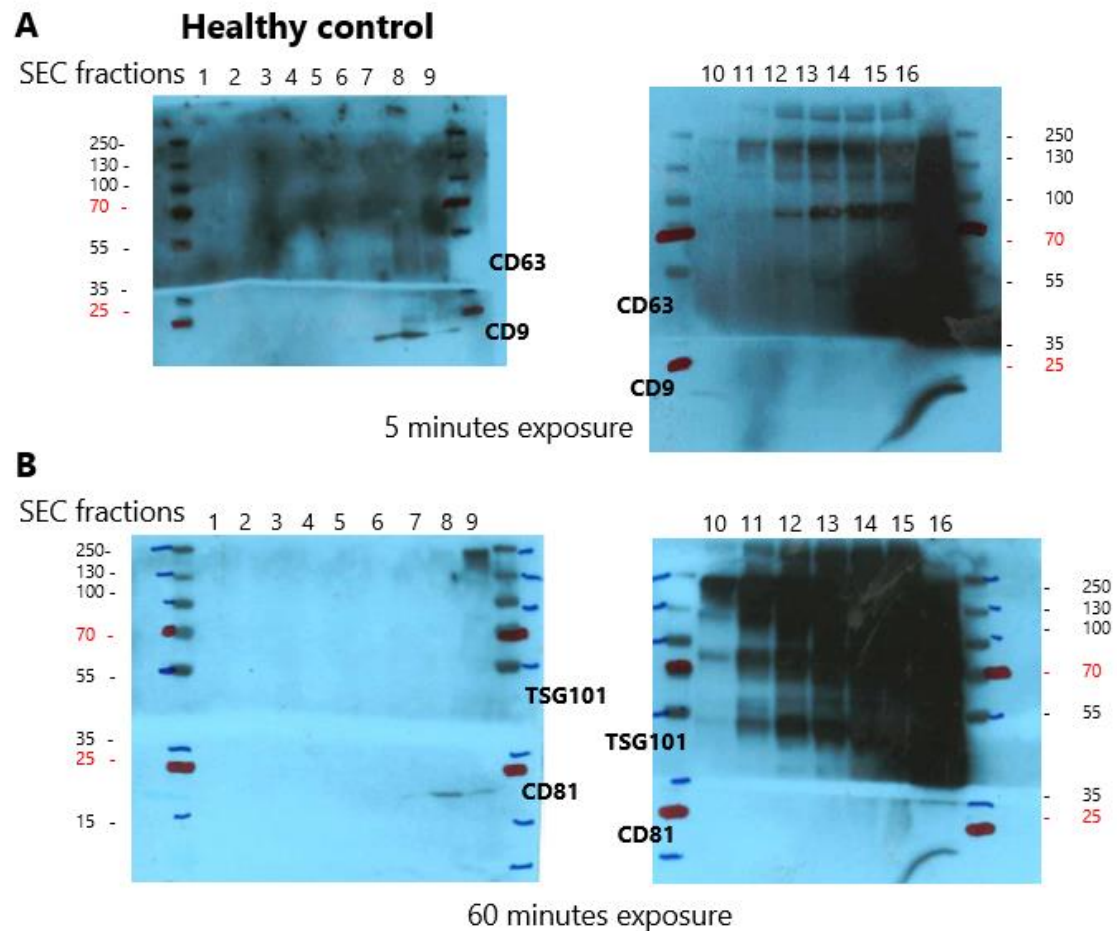 A
Healthy control
SEC fractions 1 2 3 4 5 6 7 8 9
10 11 12 13 14 15 16
250-
130 -
100 -
70 -
55 -
35 -
25 -
CD63
CD9
CD63
CD9
- 250
- 130
- 100
- 70
- 55
- 35
- 25
5 minutes exposure
B
SEC fractions 1 2 3 4 5 6 7 8 9
10 11 12 13 14 15 16
250-
130 -
100 -
70 -
55 -
35 -
25 -
15 -
TSG101
CD81
TSG101
CD81
- 250
- 130
- 100
- 70
- 55
- 35
- 25
60 minutes exposure